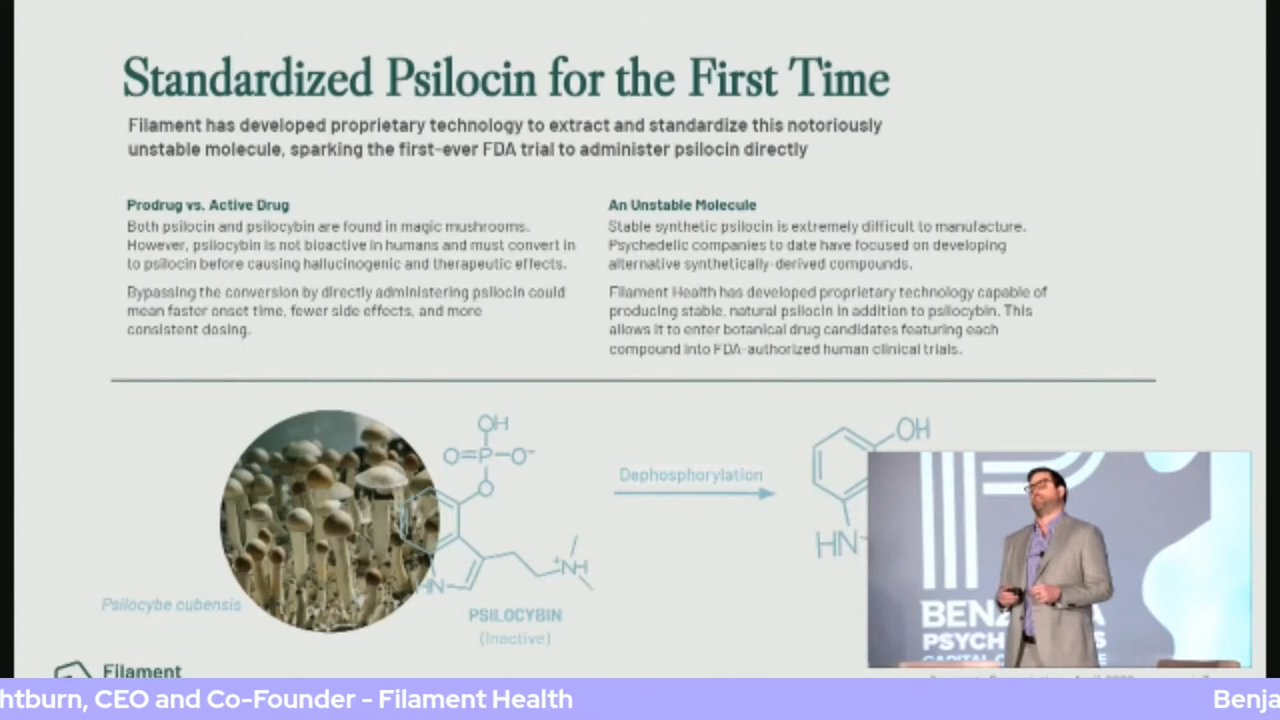 Standardized Psilocin for the First Time
Filament has developed proprietary technology to extract and standardize this notoriously
unstable molecule, sparking the first-ever FDA trial to administer psilocin directly
Prodrug vs. Active Drug
Both psilocin and psilocybin are found in magic mushrooms.
However, psilocybin is not bioactive in humans and must convert in
to psilocin before causing hallucinogenic and therapeutic effects.
Bypassing the conversion by directly administering psilocin could
mean faster onset time, fewer side effects, and more
consistent dosing.
An Unstable Molecule
Stable synthetic psilocin is extremely difficult to manufacture.
Psychedelic companies to date have focused on developing
alternative synthetically-derived compounds.
Filament Health has developed proprietary technology capable of
producing stable, natural psilocin in addition to psilocybin. This
allows it to enter botanical drug candidates featuring each
compound into FDA-authorized human clinical trials.
OH
O=P-O⁻
O
⁺NH
HN
Dephosphorylation
OH
HN
Psilocybe cubensis
PSILOCYBIN
(Inactive)
BENZ A
PSYCH S
Filament
htburn, CEO and Co-Founder - Filament Health
Benja